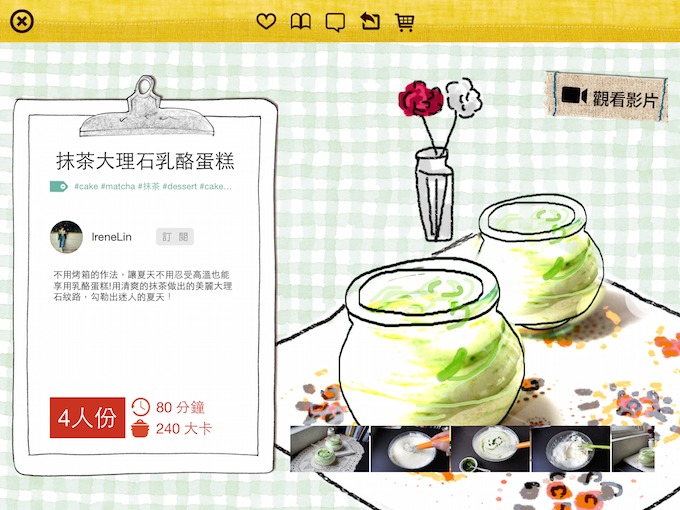 觀看影片
抹茶大理石乳酪蛋糕
#cake #matcha #抹茶 #dessert #cake...
IreneLin
訂閱
不用烤箱的作法，讓夏天不用忍受高溫也能
享用乳酪蛋糕!用清爽的抹茶做出的美麗大理
石紋路，勾勒出迷人的夏天！
4人份
80 分鐘
240 大卡